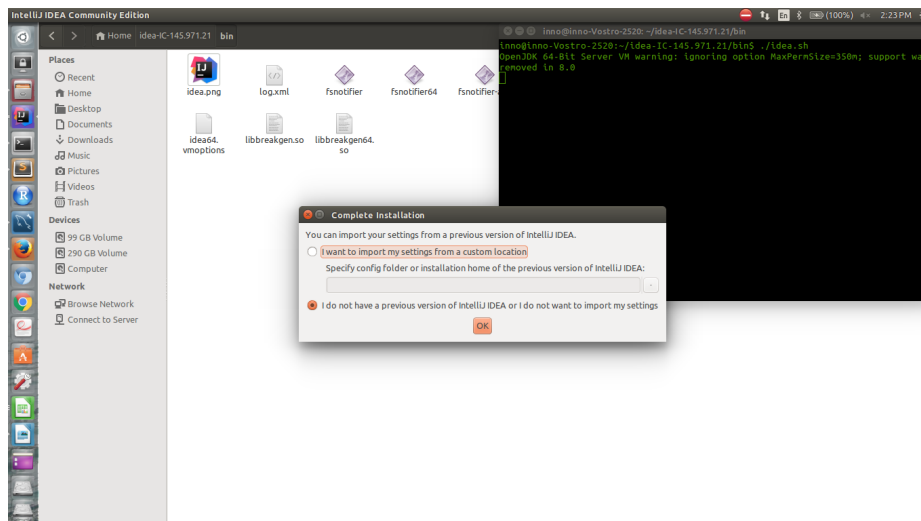 IntelliJ IDEA Community Edition
En
(100%)
2:23 PM
Home
idea-IC-145.971.21
bin
inno@inno-Vostro-2520: ~/idea-IC-145.971.21/bin
inno@inno-Vostro-2520:~/idea-IC-145.971.21/bin$ ./idea.sh
OpenJDK 64-Bit Server VM warning: ignoring option MaxPermSize=350m; support wa
removed in 8.0
Places
Recent
Home
Desktop
Documents
Downloads
Music
Pictures
Videos
Trash
Devices
99 GB Volume
290 GB Volume
Computer
Network
Browse Network
Connect to Server
idea.png
log.xml
fsnotifier
fsnotifier64
fsnotifier-
idea64.
vmoptions
libbreakgen.so
libbreakgen64.
so
Complete Installation
You can import your settings from a previous version of IntelliJ IDEA.
I want to import my settings from a custom location
Specify config folder or installation home of the previous version of IntelliJ IDEA:
I do not have a previous version of IntelliJ IDEA or I do not want to import my settings
OK